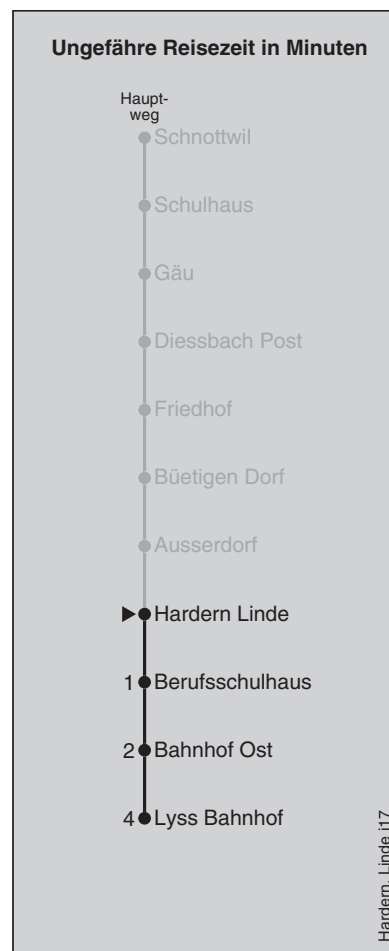 Ungefähre Reisezeit in Minuten
Haupt-
weg
Schnottwil
Schulhaus
Gäu
Diessbach Post
Friedhof
Büetigen Dorf
Ausserdorf
Hardern Linde
1 Berufsschulhaus
2 Bahnhof Ost
4 Lyss Bahnhof
Hardern, Linde j17